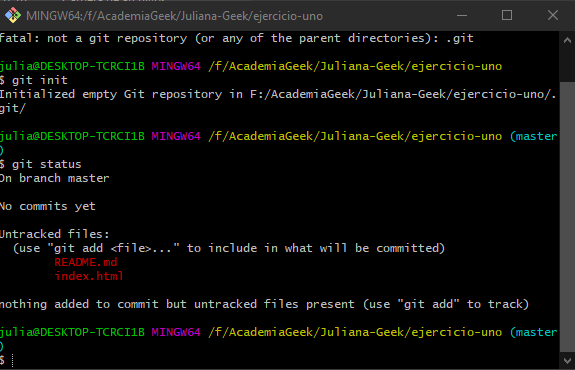 MINGW64:/f/AcademiaGeek/Juliana-Geek/ejercicio-uno
fatal: not a git repository (or any of the parent directories): .git
julia@DESKTOP-TCRCI1B MINGW64 /f/AcademiaGeek/Juliana-Geek/ejercicio-uno
$ git init
Initialized empty Git repository in F:/AcademiaGeek/Juliana-Geek/ejercicio-uno/.
git/
julia@DESKTOP-TCRCI1B MINGW64 /f/AcademiaGeek/Juliana-Geek/ejercicio-uno (master
)
$ git status
On branch master
No commits yet
Untracked files:
(use "git add <file>..." to include in what will be committed)
README.md
index.html
nothing added to commit but untracked files present (use "git add" to track)
julia@DESKTOP-TCRCI1B MINGW64 /f/AcademiaGeek/Juliana-Geek/ejercicio-uno (master
)
$